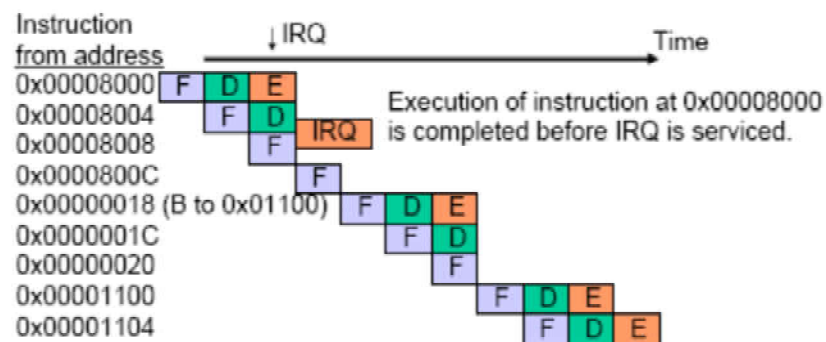 Instruction
from address
↓IRQ
Time
0x00008000 F D E
0x00008004 F D
0x00008008 F
IRQ
Execution of instruction at 0x00008000
is completed before IRQ is serviced.
0x0000800C F
0x00000018 (B to 0x01100) F D E
0x0000001C F D
0x00000020 F
0x00001100 F D E
0x00001104 F D E